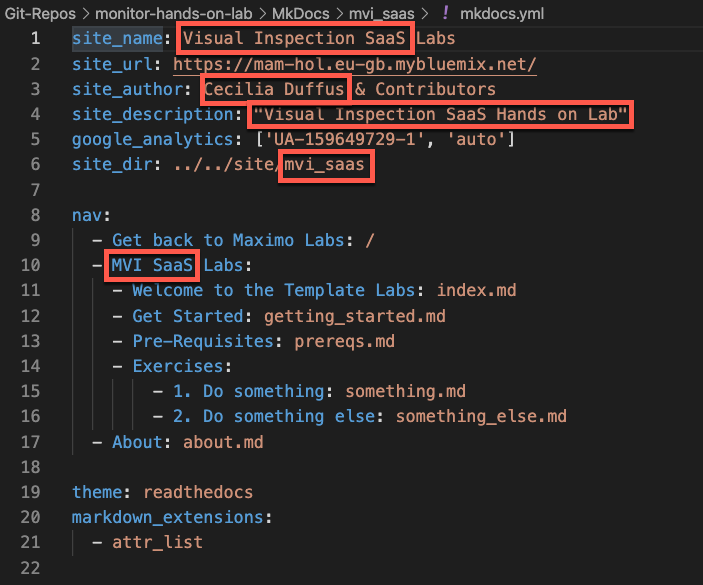 Git-Repos > monitor-hands-on-lab > MkDocs > mvi_saas > ! mkdocs.yml
1 site_name: Visual Inspection SaaS Labs
2 site_url: https://mam-hol.eu-gb.mybluemix.net/
3 site_author: Cecilia Duffus & Contributors
4 site_description: "Visual Inspection SaaS Hands on Lab"
5 google_analytics: ['UA-159649729-1', 'auto']
6 site_dir: ../../site/mvi_saas
7
8 nav:
9 - Get back to Maximo Labs: /
10 - MVI SaaS Labs:
11 - Welcome to the Template Labs: index.md
12 - Get Started: getting_started.md
13 - Pre-Requisites: prereqs.md
14 - Exercises:
15 - 1. Do something: something.md
16 - 2. Do something else: something_else.md
17 - About: about.md
18
19 theme: readthedocs
20 markdown_extensions:
21 - attr_list
22